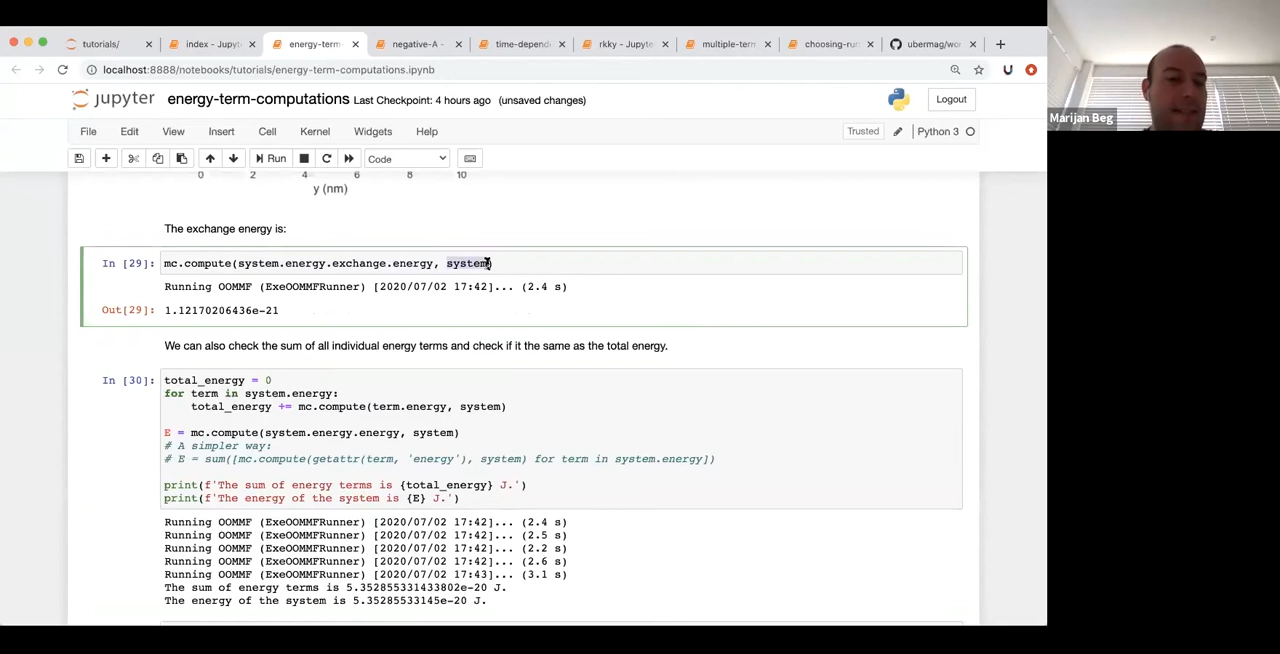 tutorials/
index - Jupyt
energy-term-
negative-A -
time-depend
rkky - Jupyte
multiple-term
choosing-run
ubermag/wor
localhost:8888/notebooks/tutorials/energy-term-computations.ipynb
jupyter energy-term-computations Last Checkpoint: 4 hours ago (unsaved changes)
Logout
File Edit View Insert Cell Kernel Widgets Help
Trusted
Python 3
Run
Code
0 2 4 6 8 10
y (nm)
The exchange energy is:
In [29]: mc.compute(system.energy.exchange.energy, system)
Running OOMMF (ExeOOMMFRunner) [2020/07/02 17:42]... (2.4 s)
Out[29]: 1.12170206436e-21
We can also check the sum of all individual energy terms and check if it the same as the total energy.
In [30]: total_energy = 0
for term in system.energy:
total_energy += mc.compute(term.energy, system)
E = mc.compute(system.energy.energy, system)
# A simpler way:
# E = sum([mc.compute(getattr(term, 'energy'), system) for term in system.energy])
print(f'The sum of energy terms is {total_energy} J.')
print(f'The energy of the system is {E} J.')
Running OOMMF (ExeOOMMFRunner) [2020/07/02 17:42]... (2.4 s)
Running OOMMF (ExeOOMMFRunner) [2020/07/02 17:42]... (2.5 s)
Running OOMMF (ExeOOMMFRunner) [2020/07/02 17:42]... (2.2 s)
Running OOMMF (ExeOOMMFRunner) [2020/07/02 17:42]... (2.6 s)
Running OOMMF (ExeOOMMFRunner) [2020/07/02 17:43]... (3.1 s)
The sum of energy terms is 5.352855331433802e-20 J.
The energy of the system is 5.35285533145e-20 J.
Marijan Beg